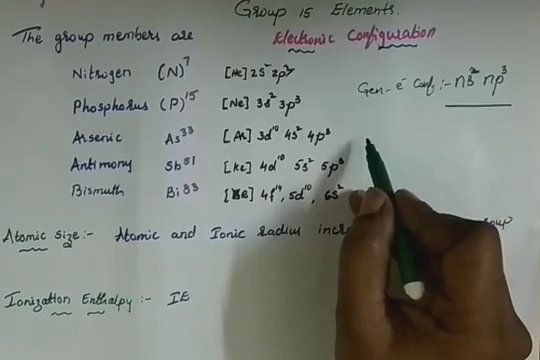 Group 15 Elements.
The group members are
Electronic Configuration
Nitrogen (N)⁷ [He] 2s² 2p³
Gen- e⁻ Conf:- ns² np³
Phosphorus (P)¹⁵ [Ne] 3s² 3p³
Arsenic As³³ [Ar] 3d¹⁰ 4s² 4p³
Antimony Sb⁵¹ [Kr] 4d¹⁰ 5s² 5p³
Bismuth Bi⁸³ [Xe] 4f¹⁴, 5d¹⁰, 6s²
Atomic Size:- Atomic and Ionic radius incr group
Ionization Enthalpy:- IE